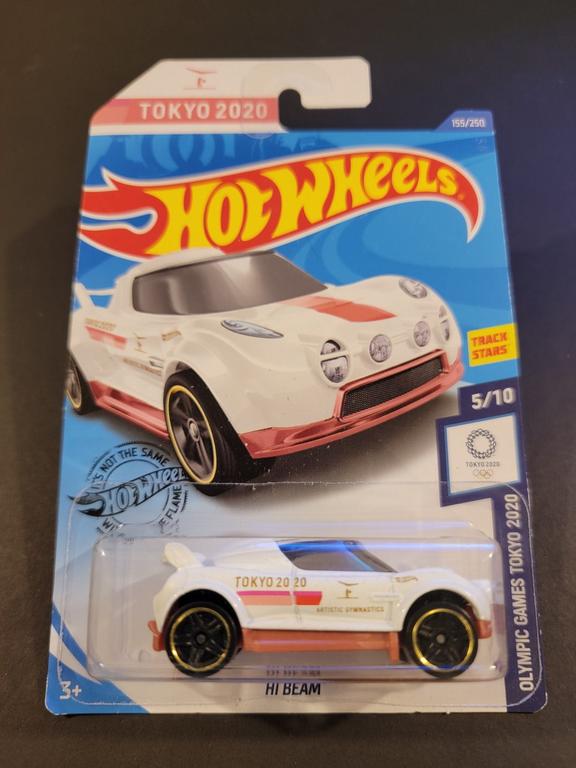 TOKYO 2020
155/250
HOT WHEELS
TRACK
STARS
5/10
TOKYO 2020
OLYMPIC GAMES TOKYO 2020
IT'S NOT THE SAME
HOT WHEELS
FLAME
TOKYO 2020
ARTISTIC GYMNASTICS
3+
HI BEAM